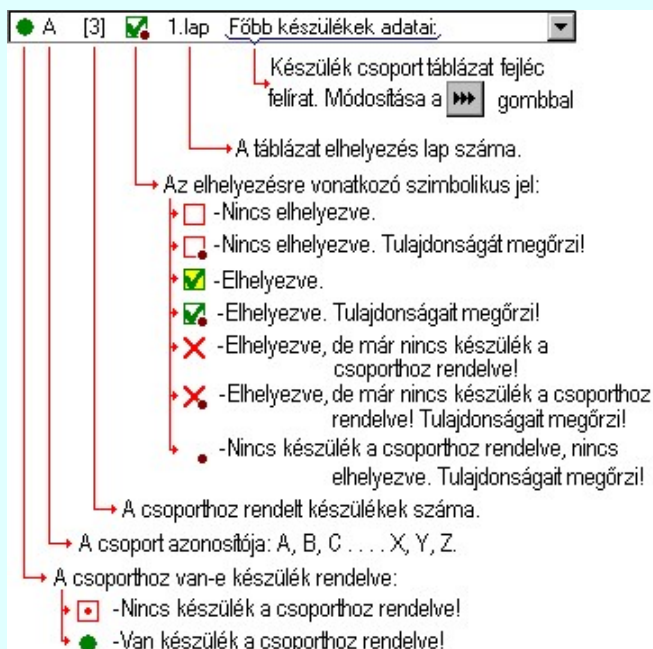 A [3] 1.lap Főbb készülékek adatai:
Készülék csoport táblázat fejléc
felirat. Módosítása a gombbal
A táblázat elhelyezés lap száma.
Az elhelyezésre vonatkozó szimbolikus jel:
-Nincs elhelyezve.
-Nincs elhelyezve. Tulajdonságát megőrzi!
-Elhelyezve.
-Elhelyezve. Tulajdonságait megőrzi!
-Elhelyezve, de már nincs készülék a
csoporthoz rendelve!
-Elhelyezve, de már nincs készülék a csoporthoz
rendelve! Tulajdonságait megőrzi!
-Nincs készülék a csoporthoz rendelve, nincs
elhelyezve. Tulajdonságait megőrzi!
A csoporthoz rendelt készülékek száma.
A csoport azonosítója: A, B, C . . . . X, Y, Z.
A csoporthoz van-e készülék rendelve:
-Nincs készülék a csoporthoz rendelve!
-Van készülék a csoporthoz rendelve!